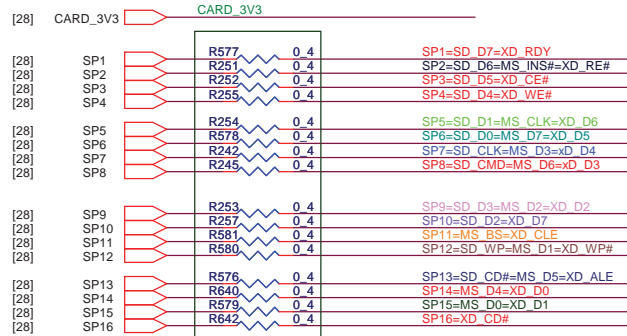 CARD_3V3
[28] CARD_3V3
[28] SP1 R577 0_4 SP1=SD_D7=XD_RDY
[28] SP2 R251 0_4 SP2=SD_D6=MS_INS#=XD_RE#
[28] SP3 R252 0_4 SP3=SD_D5=XD_CE#
[28] SP4 R255 0_4 SP4=SD_D4=XD_WE#
[28] SP5 R254 0_4 SP5=SD_D1=MS_CLK=XD_D6
[28] SP6 R578 0_4 SP6=SD_D0=MS_D7=XD_D5
[28] SP7 R242 0_4 SP7=SD_CLK=MS_D3=xD_D4
[28] SP8 R245 0_4 SP8=SD_CMD=MS_D6=xD_D3
[28] SP9 R253 0_4 SP9=SD_D3=MS_D2=XD_D2
[28] SP10 R257 0_4 SP10=SD_D2=XD_D7
[28] SP11 R581 0_4 SP11=MS_BS=XD_CLE
[28] SP12 R580 0_4 SP12=SD_WP=MS_D1=XD_WP#
[28] SP13 R576 0_4 SP13=SD_CD#=MS_D5=XD_ALE
[28] SP14 R640 0_4 SP14=MS_D4=XD_D0
[28] SP15 R579 0_4 SP15=MS_D0=XD_D1
[28] SP16 R642 0_4 SP16=XD_CD#